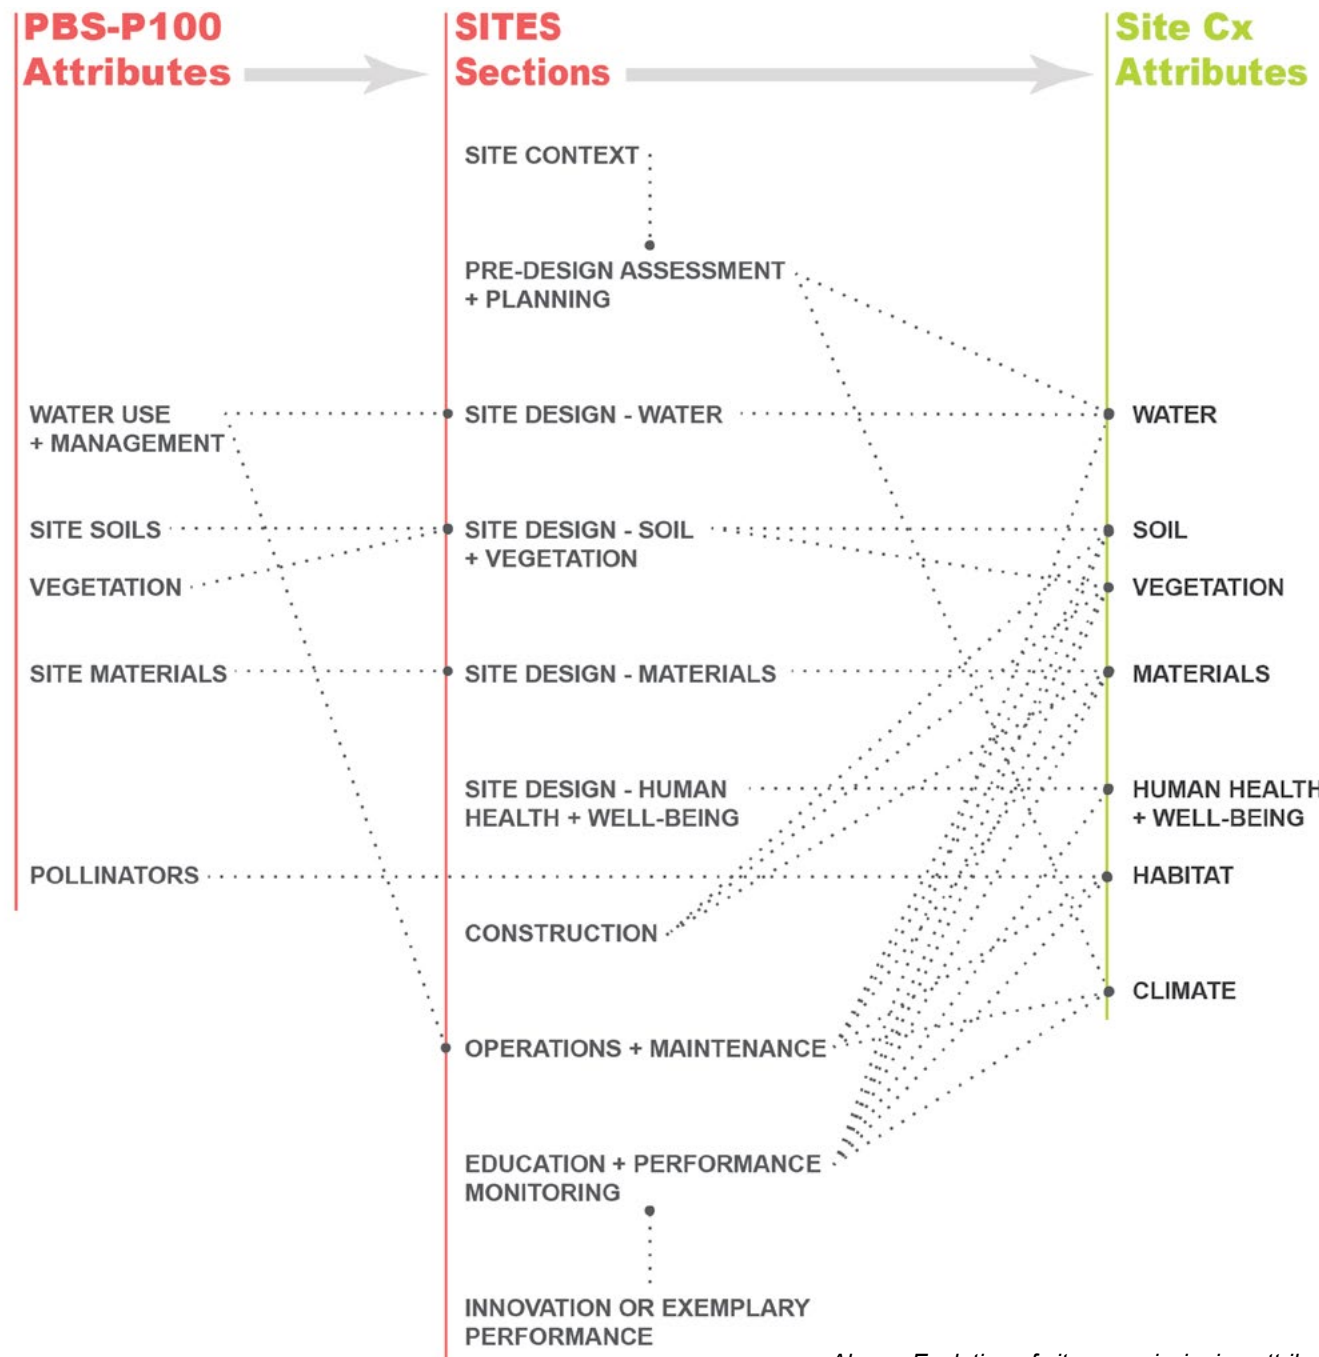 PBS-P100
Attributes
SITES
Sections
Site Cx
Attributes
SITE CONTEXT
PRE-DESIGN ASSESSMENT
+ PLANNING
WATER USE
+ MANAGEMENT
SITE DESIGN - WATER
WATER
SITE SOILS
SITE DESIGN - SOIL
+ VEGETATION
SOIL
VEGETATION
VEGETATION
SITE MATERIALS
SITE DESIGN - MATERIALS
MATERIALS
SITE DESIGN - HUMAN
HEALTH + WELL-BEING
HUMAN HEALTH
+ WELL-BEING
POLLINATORS
HABITAT
CONSTRUCTION
CLIMATE
OPERATIONS + MAINTENANCE
EDUCATION + PERFORMANCE
MONITORING
INNOVATION OR EXEMPLARY
PERFORMANCE